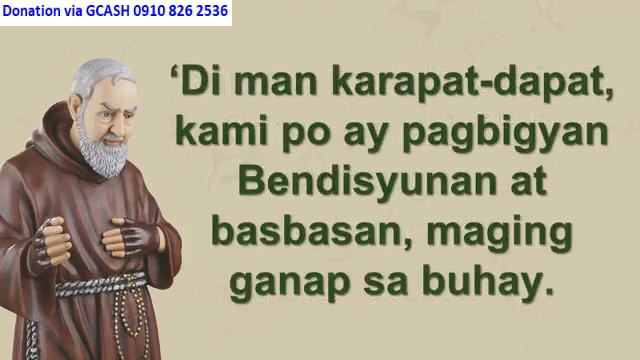 Donation via GCASH 0910 826 2536
‘Di man karapat-dapat,
kami po ay pagbigyan
Bendisyunan at
basbasan, maging
ganap sa buhay.